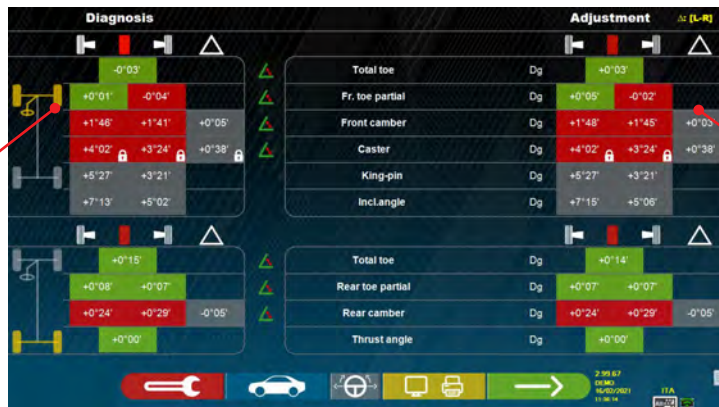 Diagnosis Adjustment Δ: [L-R]
-0°03' Total toe Dg +0°03'
+0°01' -0°04' Fr. toe partial Dg +0°05' -0°02'
+1°46' +1°41' +0°05' Front camber Dg +1°48' +1°45' +0°03'
+4°02' +3°24' +0°38' Caster Dg +4°02' +3°24' +0°38'
+5°27' +3°21' King-pin Dg +5°27' +3°21'
+7°13' +5°02' Incl.angle Dg +7°15' +5°06'
+0°15' Total toe Dg +0°14'
+0°08' +0°07' Rear toe partial Dg +0°07' +0°07'
+0°24' +0°29' -0°05' Rear camber Dg +0°24' +0°29' -0°05'
+0°00' Thrust angle Dg +0°00'
2.99.67
DEMO
16/02/2021 ITA
11:06:14